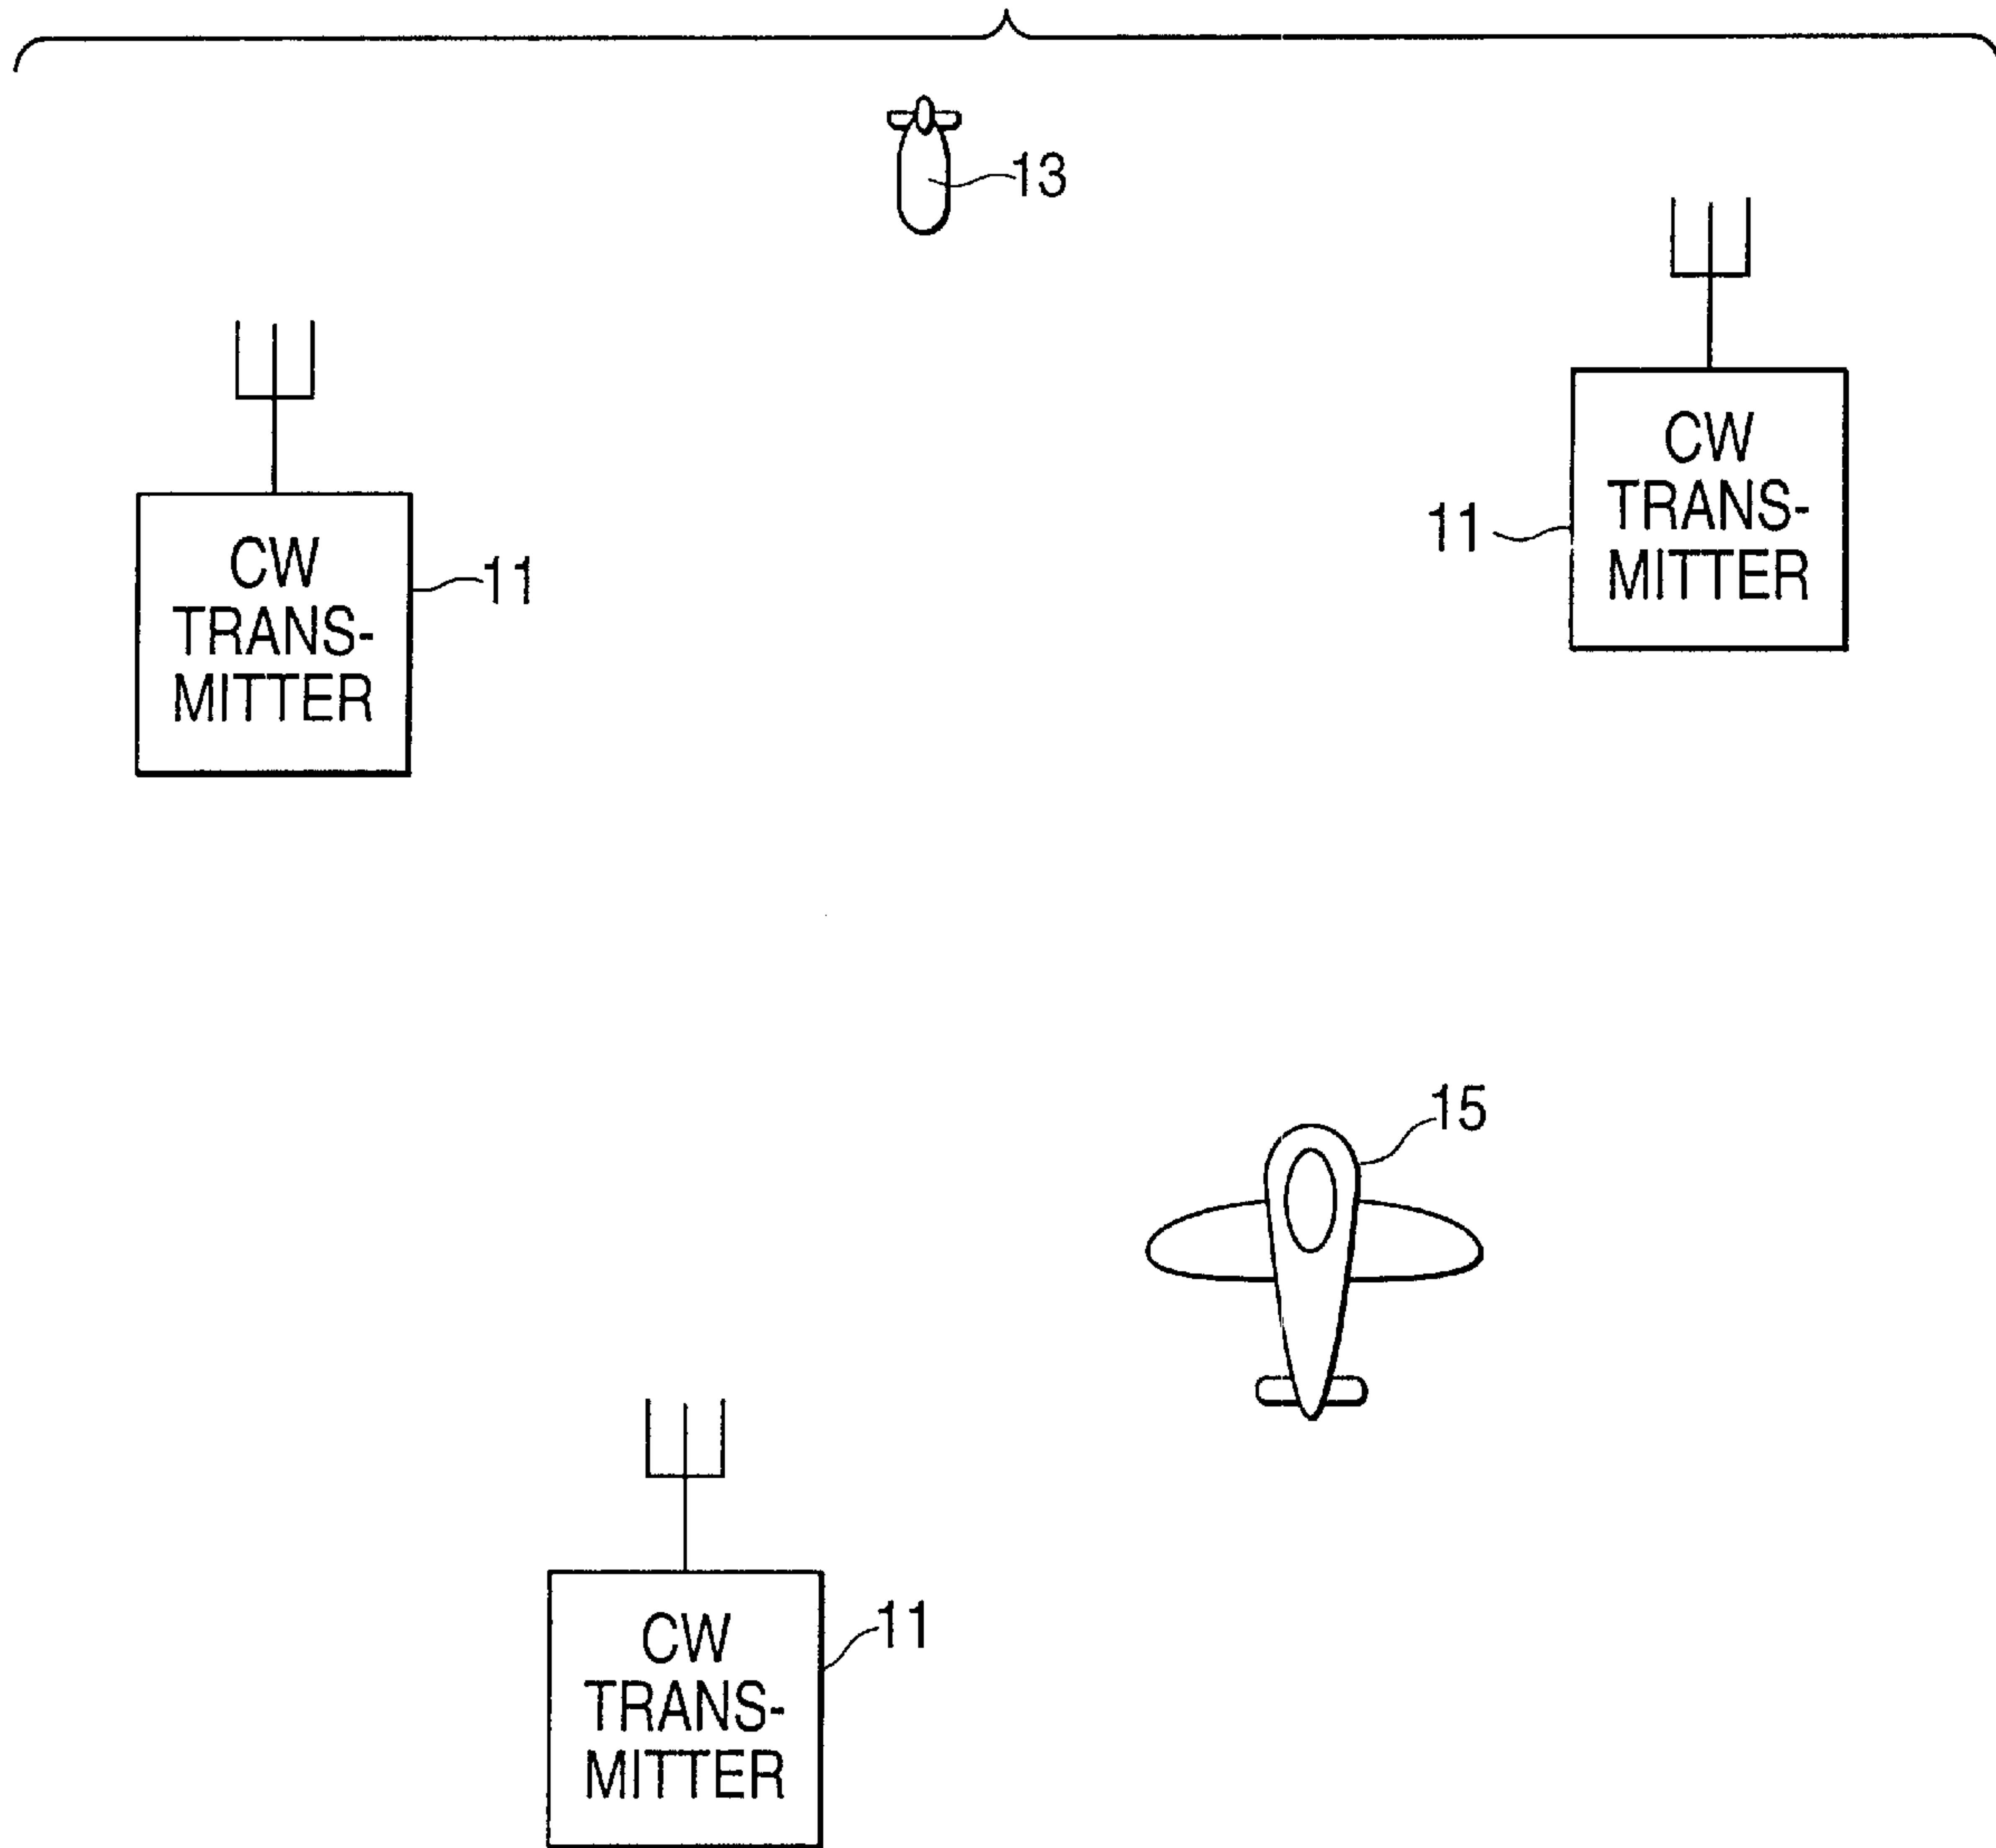 13
CW
TRANS-
MITTER
11
11
CW
TRANS-
MITTER
15
CW
TRANS-
MITTER
11